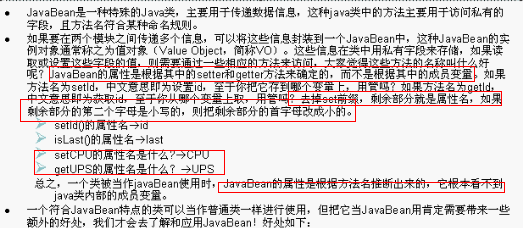 JavaBean是一种特殊的Java类，主要用于传递数据信息，这种java类中的方法主要用于访问私有的
字段，且方法名符合某种命名规则。
如果要在两个模块之间传递多个信息，可以将这些信息封装到一个JavaBean中，这种JavaBean的实
例对象通常称之为值对象（Value Object，简称VO）。这些信息在类中用私有字段来存储，如果读
取或设置这些字段的值，则需要通过一些相应的方法来访问，大家觉得这些方法的名称叫什么好
呢？JavaBean的属性是根据其中的setter和getter方法来确定的，而不是根据其中的成员变量。如果
方法名为setId，中文意思即为设置id，至于你把它存到哪个变量上，用管吗？如果方法名为getId，
中文意思即为获取id，至于你从哪个变量上取，用管吗？去掉set前缀，剩余部分就是属性名，如果
剩余部分的第二个字母是小写的，则把剩余部分的首字母改成小的。
setId()的属性名→id
isLast()的属性名→last
setCPU的属性名是什么？→CPU
getUPS的属性名是什么？→UPS
总之，一个类被当作javaBean使用时，JavaBean的属性是根据方法名推断出来的，它根本看不到
java类内部的成员变量。
一个符合JavaBean特点的类可以当作普通类一样进行使用，但把它当JavaBean用肯定需要带来一些
额外的好处，我们才会去了解和应用JavaBean！好处如下：